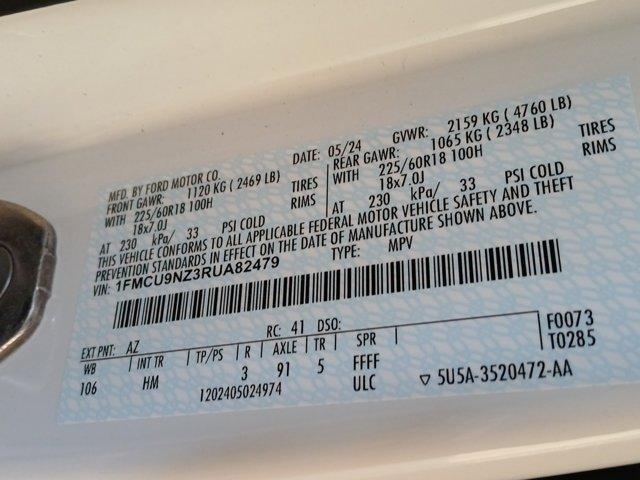 MFD. BY FORD MOTOR CO.
DATE: 05/24 GVWR: 2159 KG ( 4760 LB)
FRONT GAWR: 1120 KG ( 2469 LB) REAR GAWR: 1065 KG ( 2348 LB)
WITH 225/60R18 100H TIRES WITH 225/60R18 100H TIRES
18x7.0J RIMS 18x7.0J RIMS
AT 230 kPa/ 33 PSI COLD AT 230 kPa/ 33 PSI COLD
THIS VEHICLE CONFORMS TO ALL APPLICABLE FEDERAL MOTOR VEHICLE SAFETY AND THEFT
PREVENTION STANDARDS IN EFFECT ON THE DATE OF MANUFACTURE SHOWN ABOVE.
VIN: 1FMCU9NZ3RUA82479 TYPE: MPV
F0073
T0285
EXT PNT: AZ RC: 41 DSO:
WB INT TR TP/PS R AXLE TR SPR
106 HM 3 91 5 FFFF
1202405024974 ULC ▽ 5U5A-3520472-AA